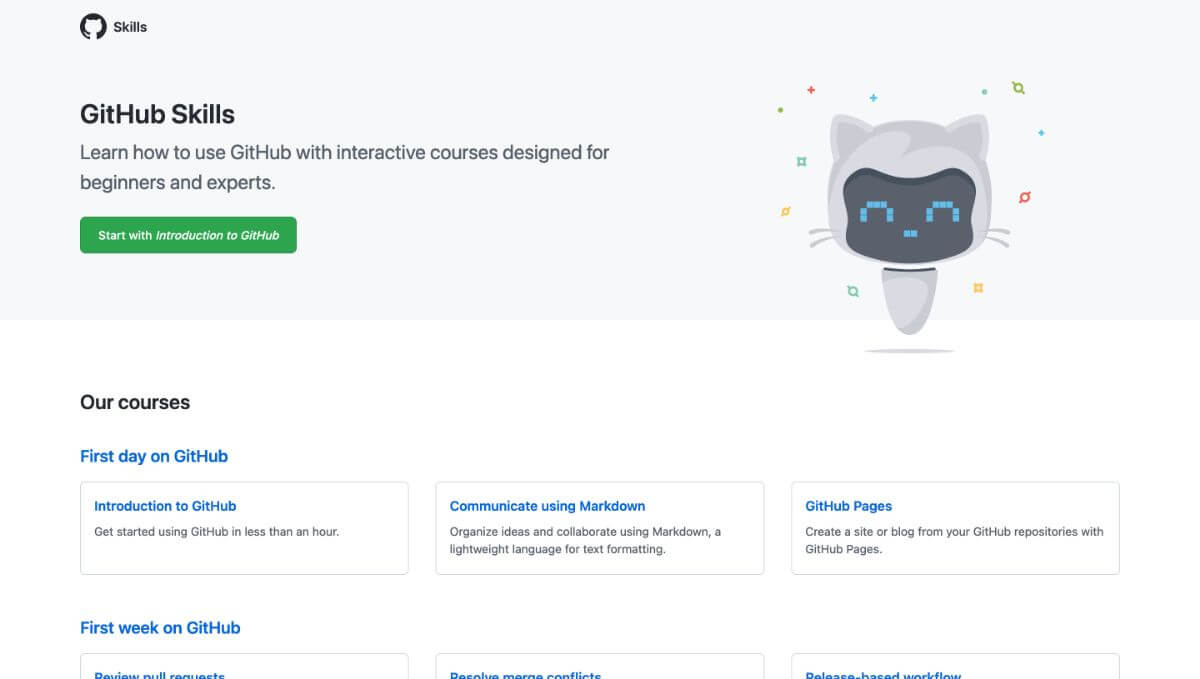 Skills
GitHub Skills
Learn how to use GitHub with interactive courses designed for
beginners and experts.
Start with Introduction to GitHub
Our courses
First day on GitHub
Introduction to GitHub
Get started using GitHub in less than an hour.
Communicate using Markdown
Organize ideas and collaborate using Markdown, a
lightweight language for text formatting.
GitHub Pages
Create a site or blog from your GitHub repositories with
GitHub Pages.
First week on GitHub
Review pull requests
Resolve merge conflicts
Release-based workflow